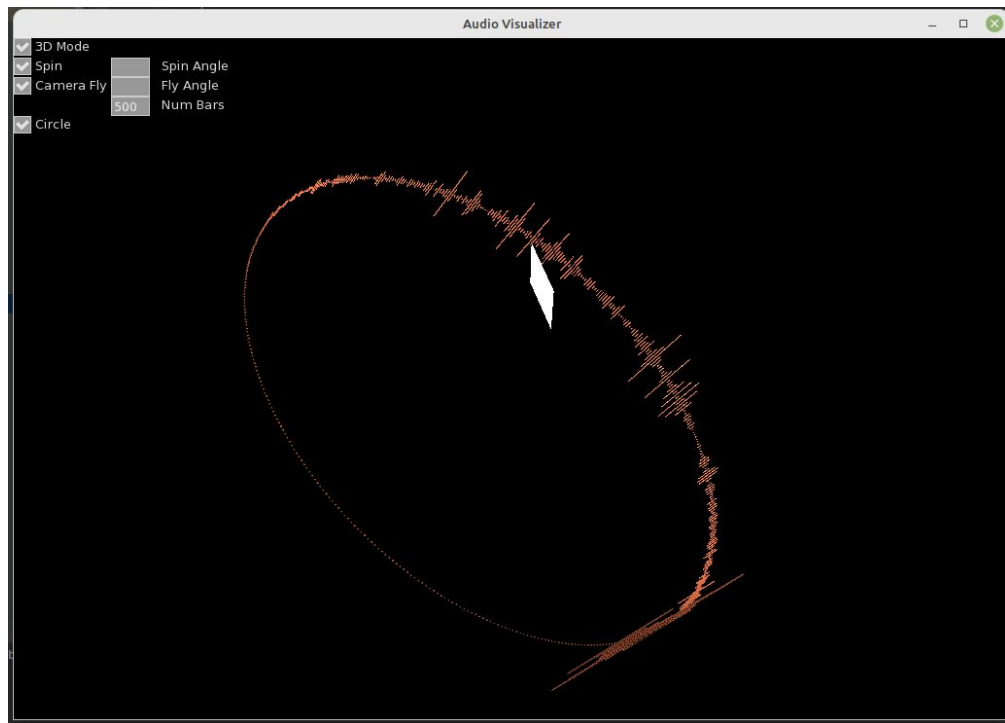 Audio Visualizer
3D Mode
Spin Spin Angle
Camera Fly Fly Angle
500 Num Bars
Circle